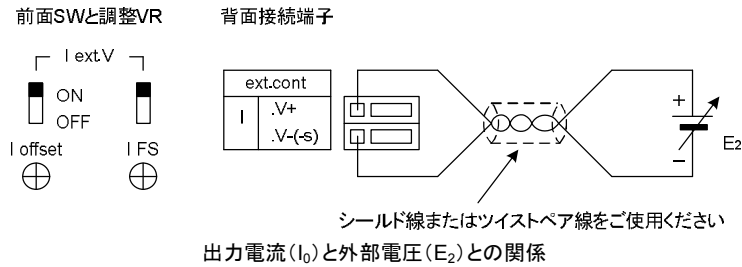 前面SWと調整VR
背面接続端子
I ext.V
ON
OFF
I offset
I FS
ext.cont
I
.V+
.V-(-s)
+
−
E₂
シールド線またはツイストペア線をご使用ください
出力電流(I₀)と外部電圧(E₂)との関係